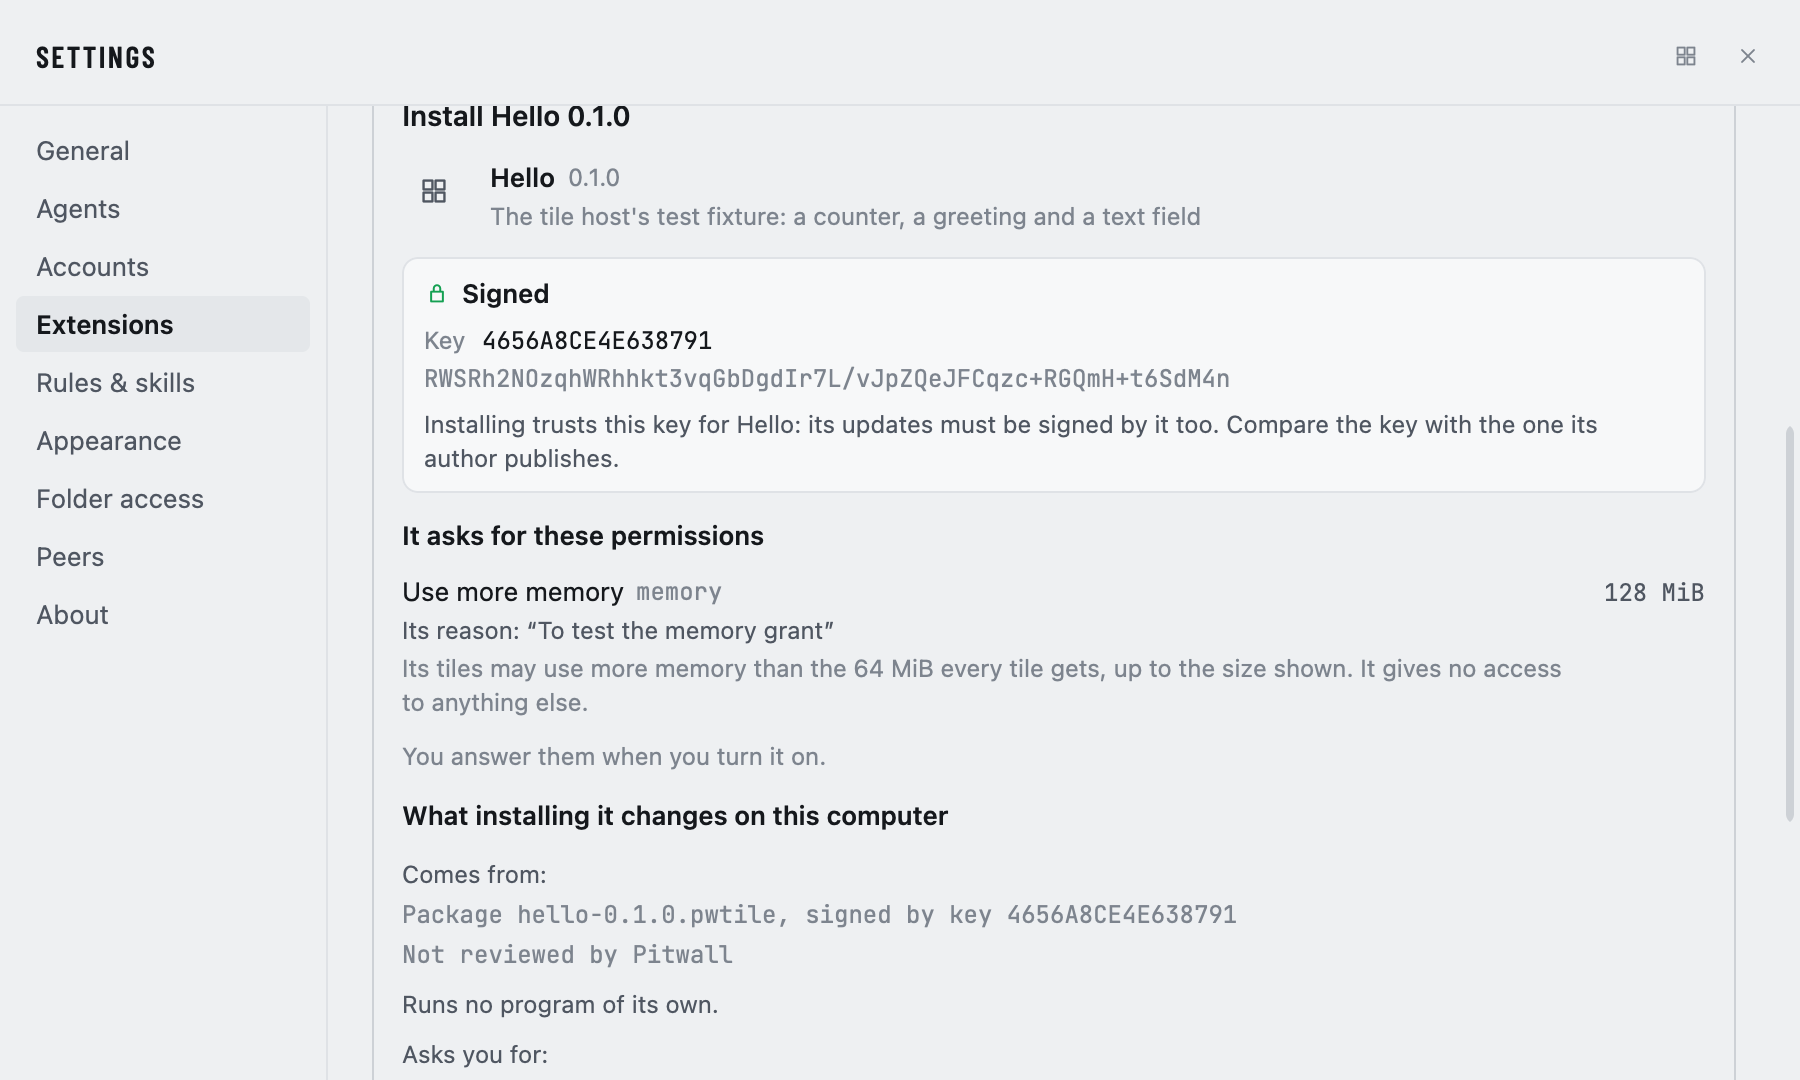 SETTINGS
General
Agents
Accounts
Extensions
Rules & skills
Appearance
Folder access
Peers
About
Install Hello 0.1.0
Hello 0.1.0
The tile host's test fixture: a counter, a greeting and a text field
Signed
Key 4656A8CE4E638791
RWSRh2NOzqhWRhhkt3vqGbDgdIr7L/vJpZQeJFCqzc+RGQmH+t6SdM4n
Installing trusts this key for Hello: its updates must be signed by it too. Compare the key with the one its
author publishes.
It asks for these permissions
Use more memory memory 128 MiB
Its reason: “To test the memory grant”
Its tiles may use more memory than the 64 MiB every tile gets, up to the size shown. It gives no access
to anything else.
You answer them when you turn it on.
What installing it changes on this computer
Comes from:
Package hello-0.1.0.pwtile, signed by key 4656A8CE4E638791
Not reviewed by Pitwall
Runs no program of its own.
Asks you for: